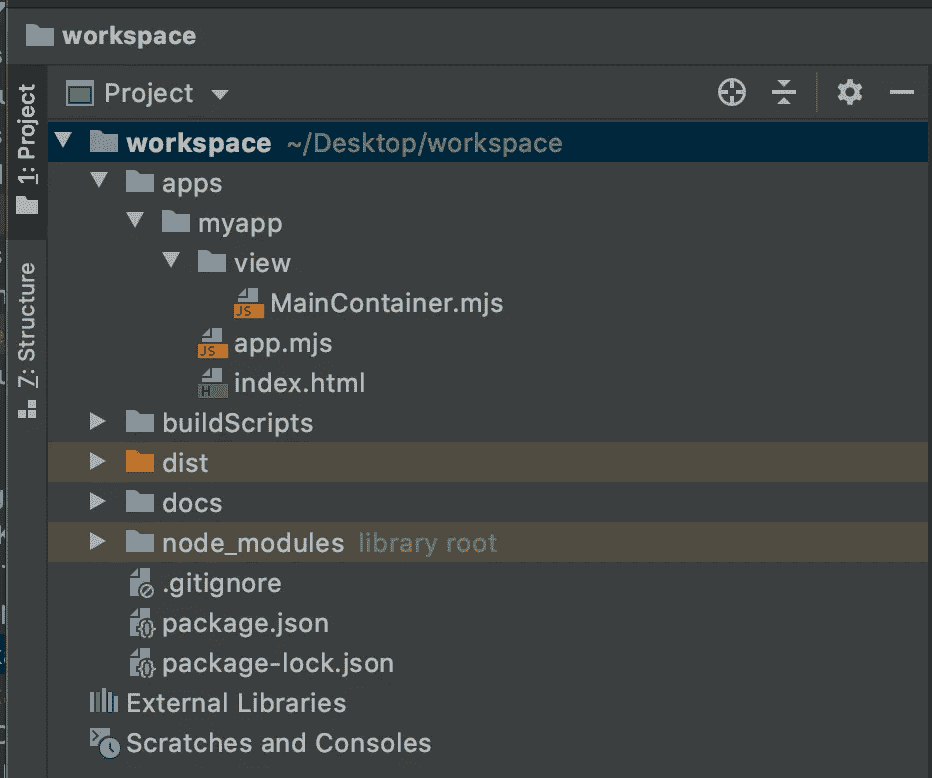 workspace
Project
1: Project
7: Structure
workspace ~/Desktop/workspace
apps
myapp
view
JS MainContainer.mjs
JS app.mjs
H index.html
buildScripts
dist
docs
node_modules library root
.gitignore
package.json
package-lock.json
External Libraries
Scratches and Consoles